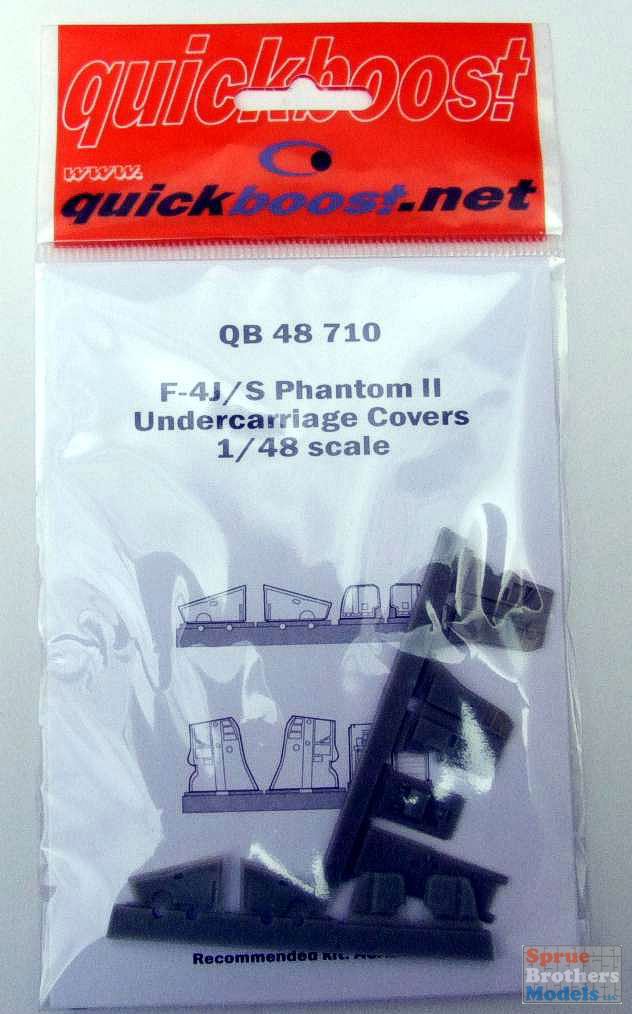 quickboost
www.
quickboost.net
QB 48 710
F-4J/S Phantom II
Undercarriage Covers
1/48 scale
Recommended kit:
Sprue
Brothers
Models LLC